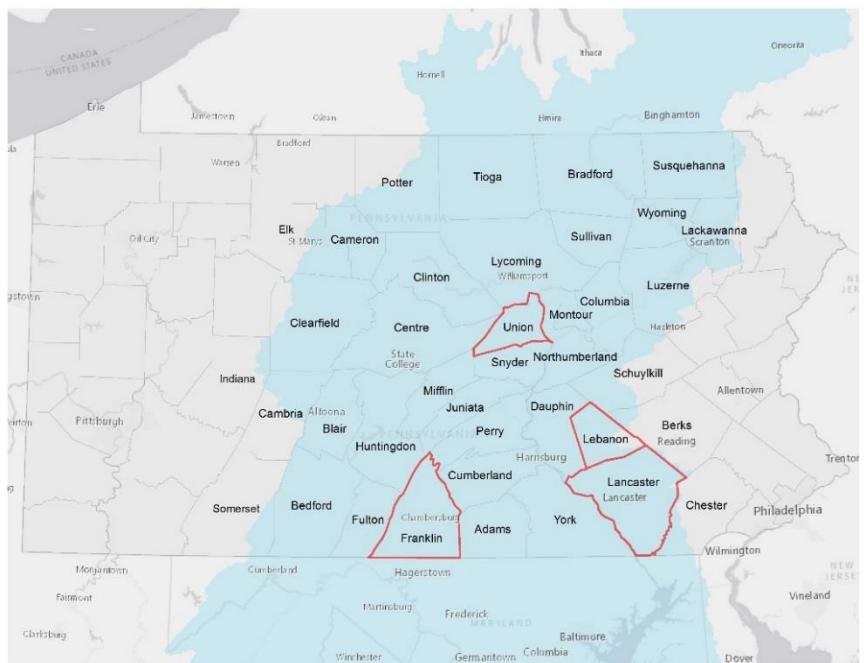 CANADA
UNITED STATES
Ithaca
Oneonta
Hornell
Erie
Jamestown
Olean
Elmira
Binghamton
Bradford
Warren
Susquehanna
Bradford
Tioga
Potter
PENNSYLVANIA
Wyoming
Elk
St Marys
Cameron
Oil City
Sullivan
Lackawanna
Scranton
Lycoming
Williamsport
Clinton
Luzerne
Columbia
Montour
Clearfield
Centre
Union
Hazleton
State
College
Snyder
Northumberland
Schuylkill
Indiana
Mifflin
Allentown
Cambria
Altoona
Juniata
Dauphin
Pittsburgh
Blair
PENNSYLVANIA
Perry
Berks
Reading
Lebanon
Huntingdon
Harrisburg
Trenton
Cumberland
Lancaster
Lancaster
Somerset
Bedford
Fulton
Chambersburg
Franklin
Adams
York
Chester
Philadelphia
Wilmington
Morgantown
Cumberland
Hagerstown
NEW
Fairmont
Martinsburg
Frederick
MARYLAND
Vineland
Clarksburg
Baltimore
Winchester
Germantown
Columbia
Dover